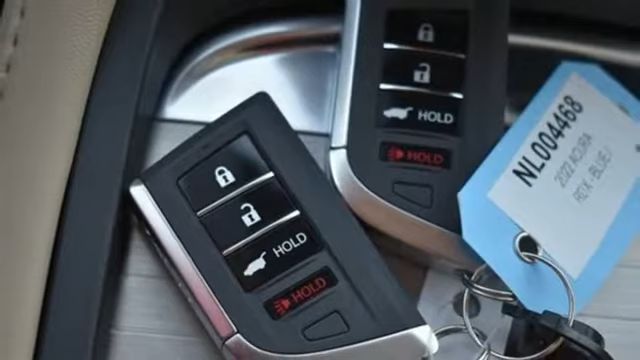 HOLD
HOLD
HOLD
HOLD
NL004468
2022 ACURA
RDX - BLUE /